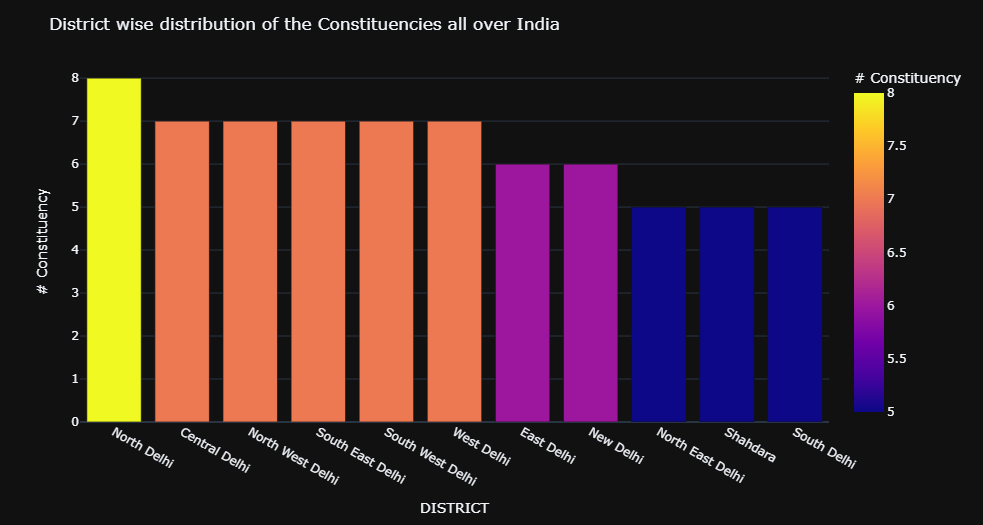 District wise distribution of the Constituencies all over India
# Constituency
8
7
6
5
4
3
2
1
0
North Delhi
Central Delhi
North West Delhi
South East Delhi
South West Delhi
West Delhi
East Delhi
New Delhi
North East Delhi
Shahdara
South Delhi
DISTRICT
# Constituency
8
7.5
7
6.5
6
5.5
5